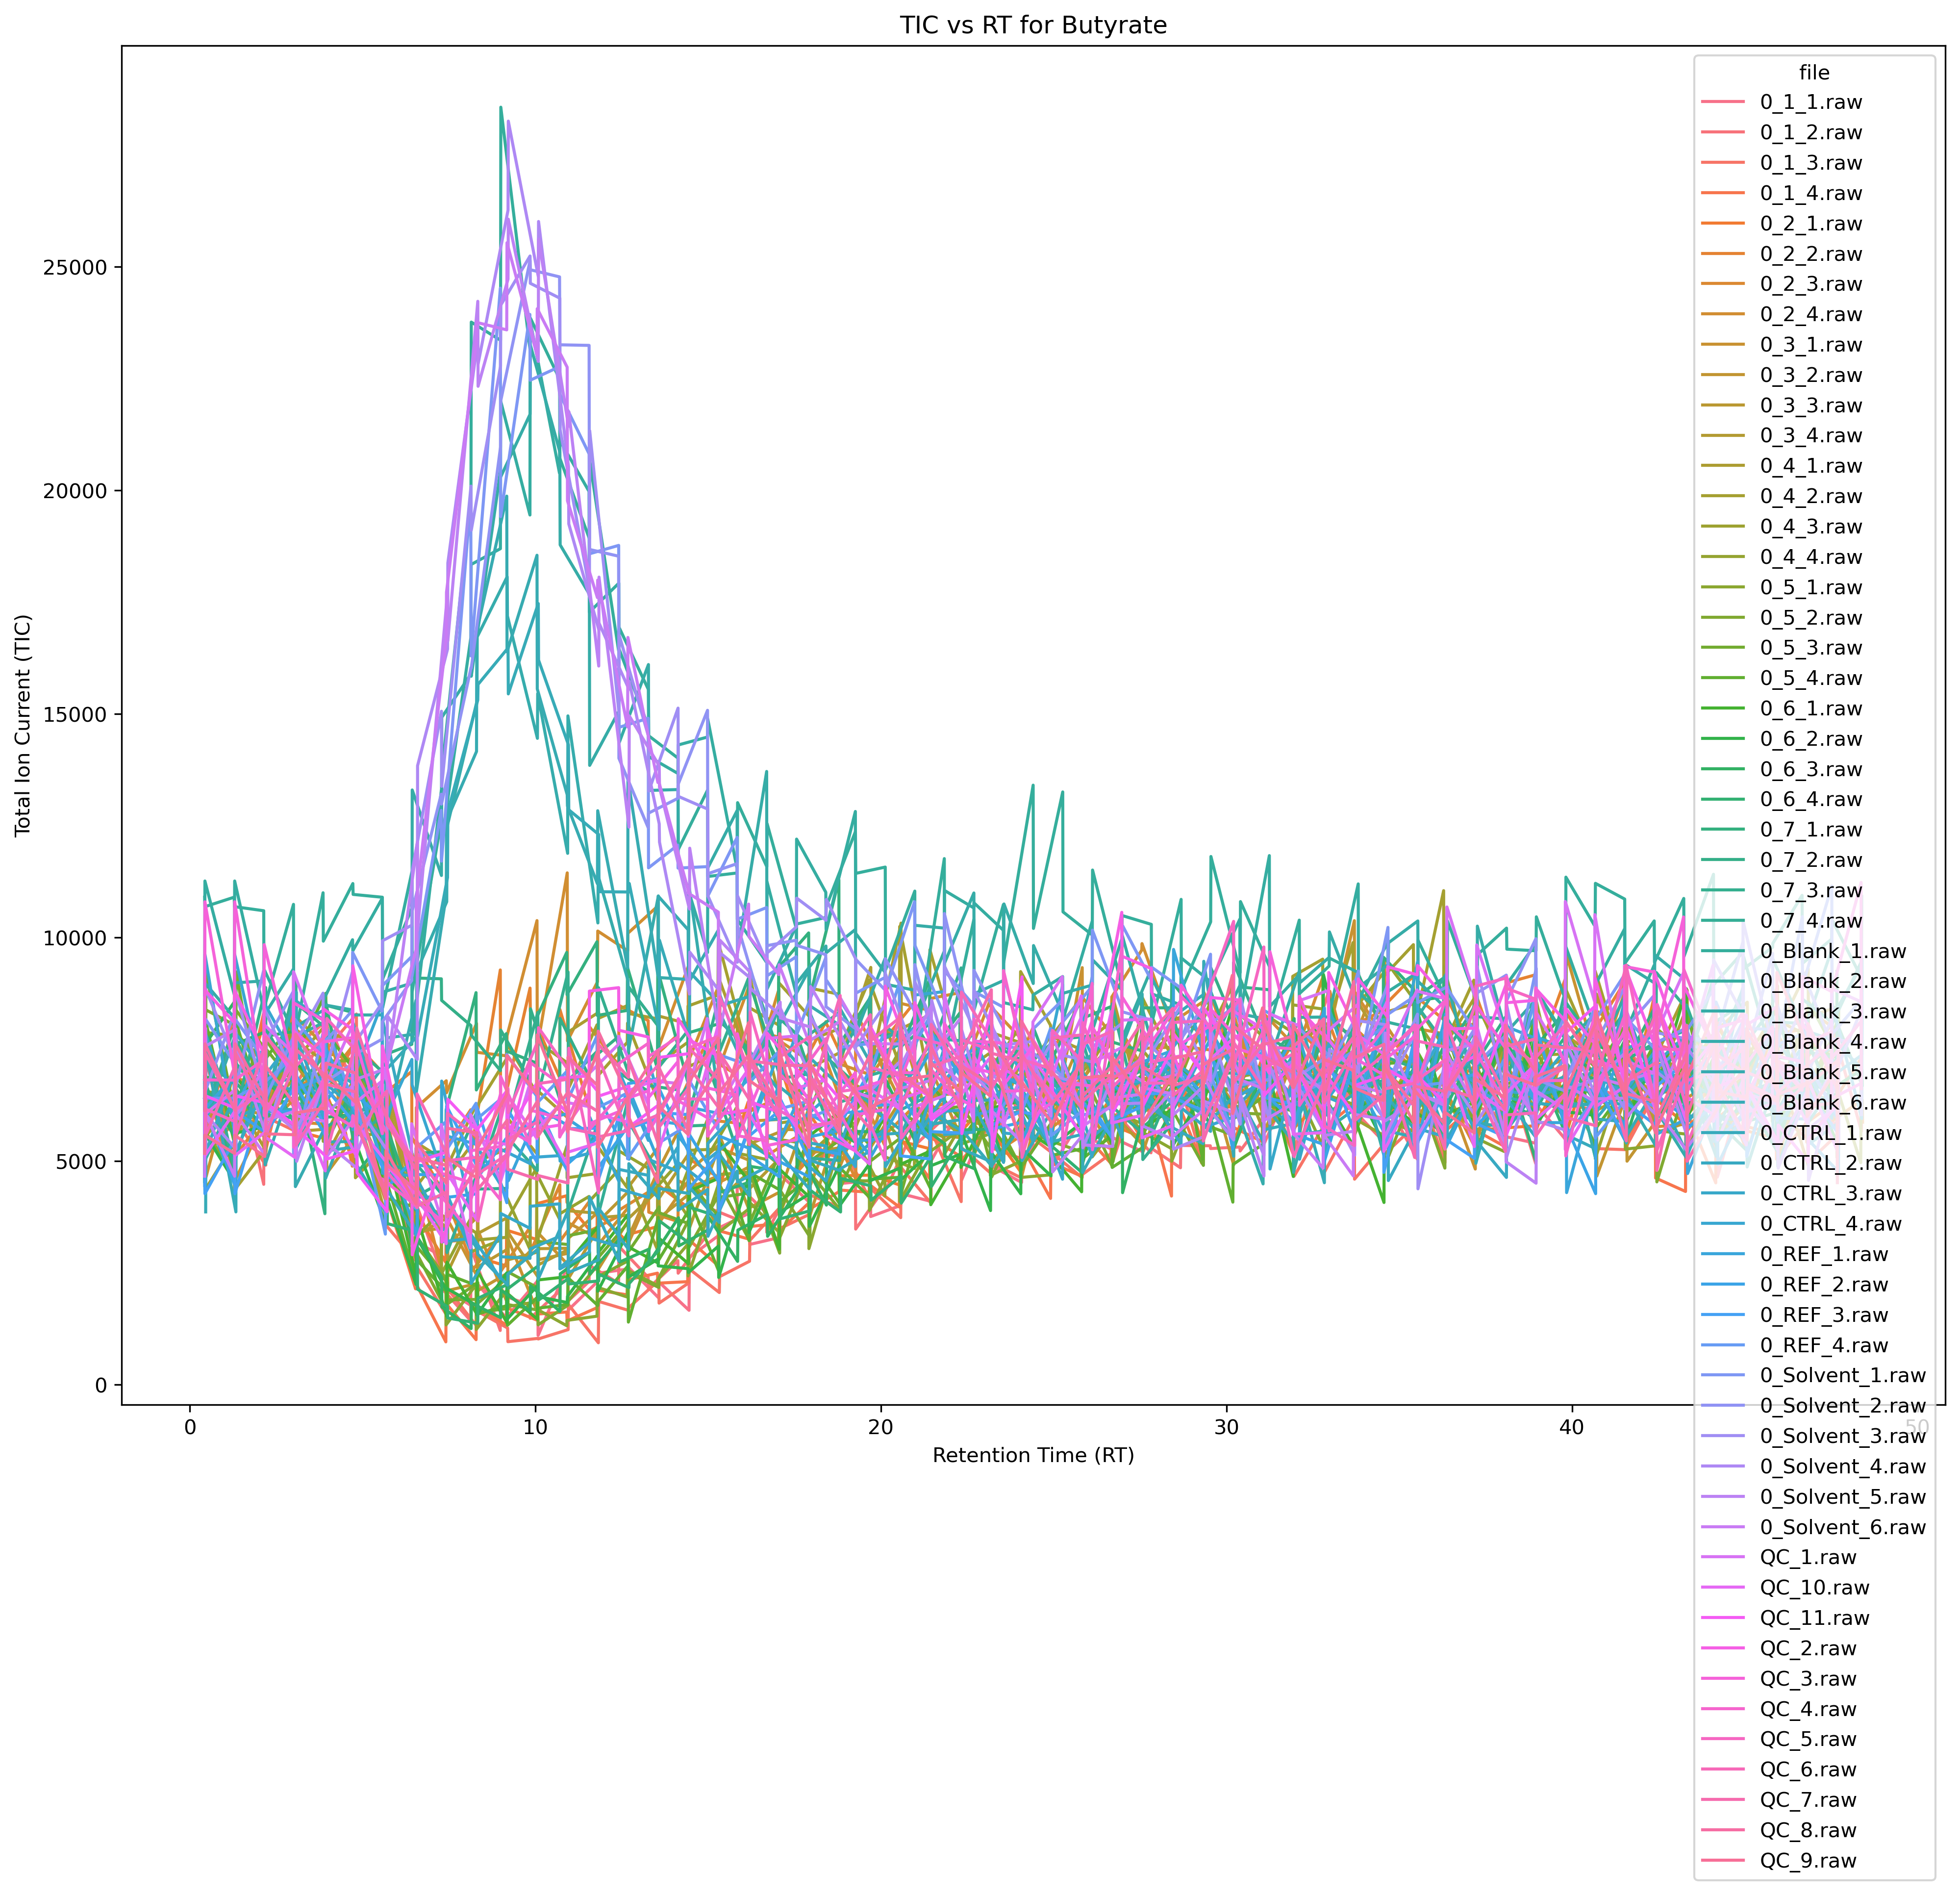 TIC vs RT for Butyrate
Total Ion Current (TIC)
25000
20000
15000
10000
5000
0
0
10
20
30
40
50
Retention Time (RT)
file
0_1_1.raw
0_1_2.raw
0_1_3.raw
0_1_4.raw
0_2_1.raw
0_2_2.raw
0_2_3.raw
0_2_4.raw
0_3_1.raw
0_3_2.raw
0_3_3.raw
0_3_4.raw
0_4_1.raw
0_4_2.raw
0_4_3.raw
0_4_4.raw
0_5_1.raw
0_5_2.raw
0_5_3.raw
0_5_4.raw
0_6_1.raw
0_6_2.raw
0_6_3.raw
0_6_4.raw
0_7_1.raw
0_7_2.raw
0_7_3.raw
0_7_4.raw
0_Blank_1.raw
0_Blank_2.raw
0_Blank_3.raw
0_Blank_4.raw
0_Blank_5.raw
0_Blank_6.raw
0_CTRL_1.raw
0_CTRL_2.raw
0_CTRL_3.raw
0_CTRL_4.raw
0_REF_1.raw
0_REF_2.raw
0_REF_3.raw
0_REF_4.raw
0_Solvent_1.raw
0_Solvent_2.raw
0_Solvent_3.raw
0_Solvent_4.raw
0_Solvent_5.raw
0_Solvent_6.raw
QC_1.raw
QC_10.raw
QC_11.raw
QC_2.raw
QC_3.raw
QC_4.raw
QC_5.raw
QC_6.raw
QC_7.raw
QC_8.raw
QC_9.raw